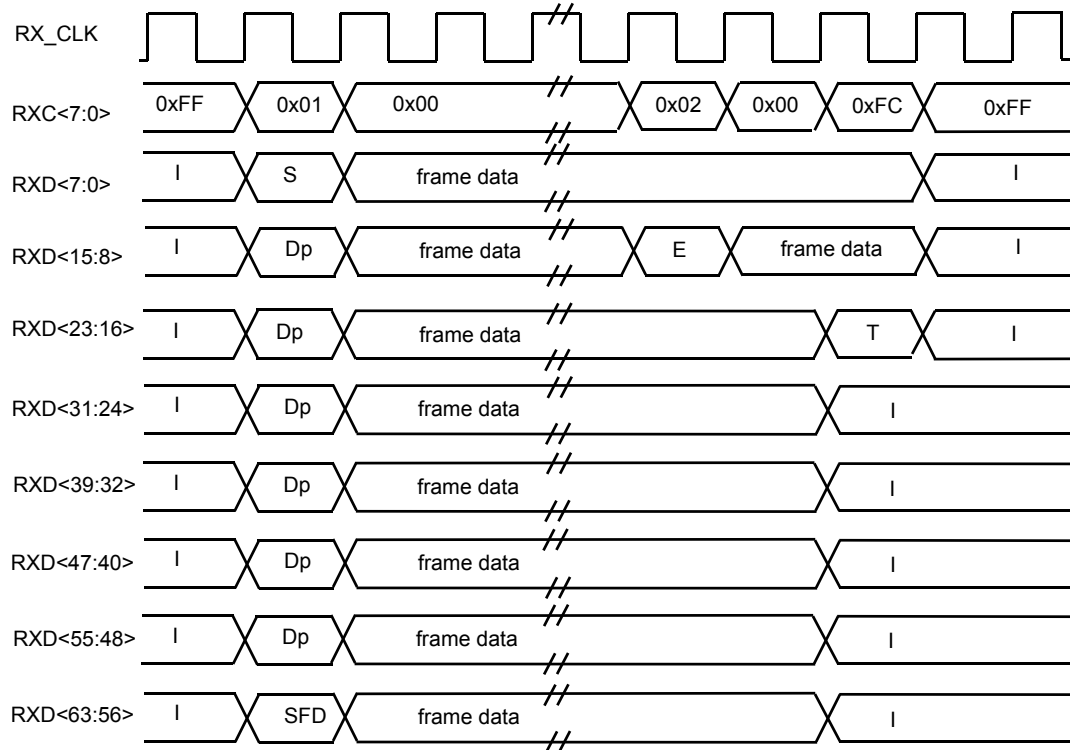 RX_CLK
RXC<7:0> 0xFF 0x01 0x00 0x02 0x00 0xFC 0xFF
RXD<7:0> I S frame data I
RXD<15:8> I Dp frame data E frame data I
RXD<23:16> I Dp frame data T I
RXD<31:24> I Dp frame data I
RXD<39:32> I Dp frame data I
RXD<47:40> I Dp frame data I
RXD<55:48> I Dp frame data I
RXD<63:56> I SFD frame data I